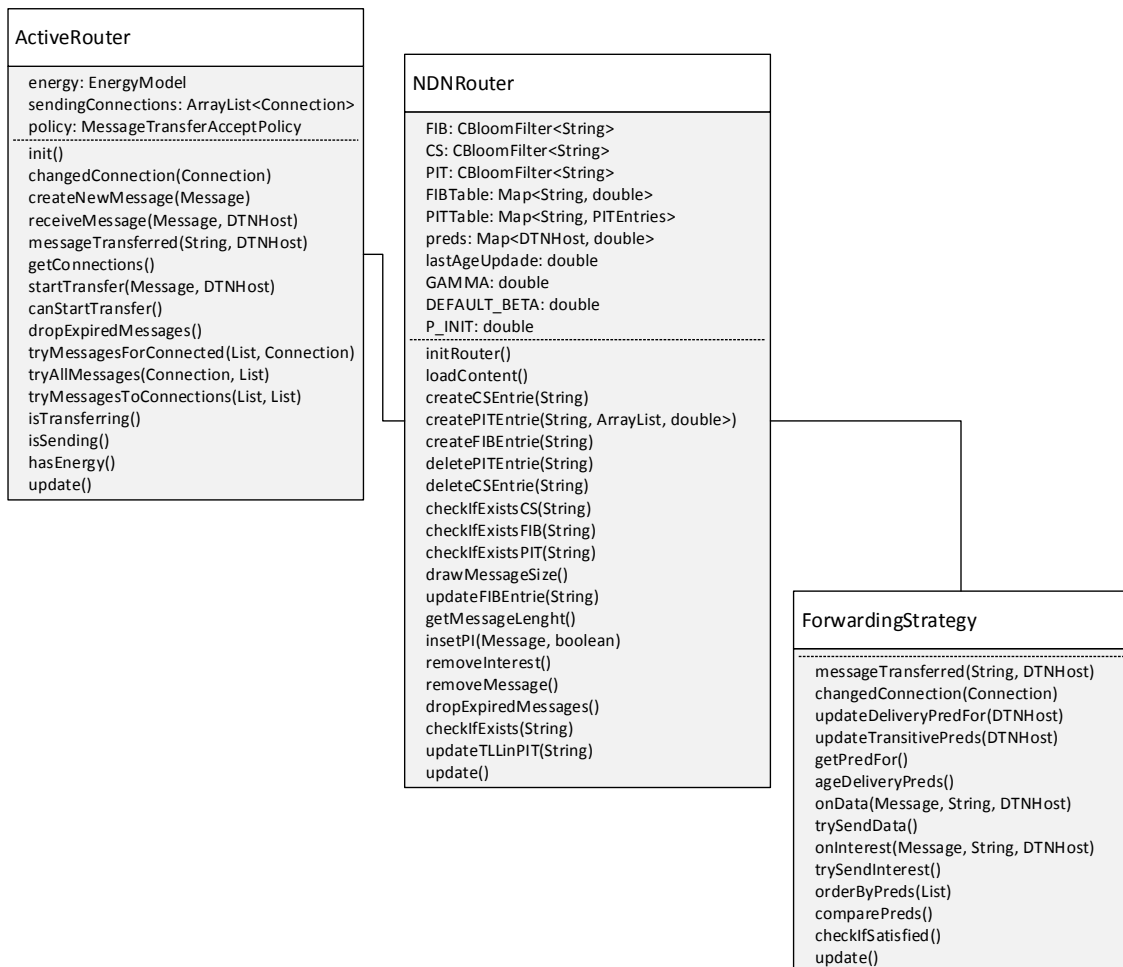 ActiveRouter
energy: EnergyModel
sendingConnections: ArrayList<Connection>
policy: MessageTransferAcceptPolicy
init()
changedConnection(Connection)
createNewMessage(Message)
receiveMessage(Message, DTNHost)
messageTransferred(String, DTNHost)
getConnections()
startTransfer(Message, DTNHost)
canStartTransfer()
dropExpiredMessages()
tryMessagesForConnected(List, Connection)
tryAllMessages(Connection, List)
tryMessagesToConnections(List, List)
isTransferring()
isSending()
hasEnergy()
update()
NDNRouter
FIB: CBloomFilter<String>
CS: CBloomFilter<String>
PIT: CBloomFilter<String>
FIBTable: Map<String, double>
PITTable: Map<String, PITEntries>
preds: Map<DTNHost, double>
lastAgeUpdade: double
GAMMA: double
DEFAULT_BETA: double
P_INIT: double
initRouter()
loadContent()
createCSEntrie(String)
createPITEntrie(String, ArrayList, double>)
createFIBEntrie(String)
deletePITEntrie(String)
deleteCSEntrie(String)
checkIfExistsCS(String)
checkIfExistsFIB(String)
checkIfExistsPIT(String)
drawMessageSize()
updateFIBEntrie(String)
getMessageLenght()
insetPI(Message, boolean)
removeInterest()
removeMessage()
dropExpiredMessages()
checkIfExists(String)
updateTLLinPIT(String)
update()
ForwardingStrategy
messageTransferred(String, DTNHost)
changedConnection(Connection)
updateDeliveryPredFor(DTNHost)
updateTransitivePreds(DTNHost)
getPredFor()
ageDeliveryPreds()
onData(Message, String, DTNHost)
trySendData()
onInterest(Message, String, DTNHost)
trySendInterest()
orderByPreds(List)
comparePreds()
checkIfSatisfied()
update()